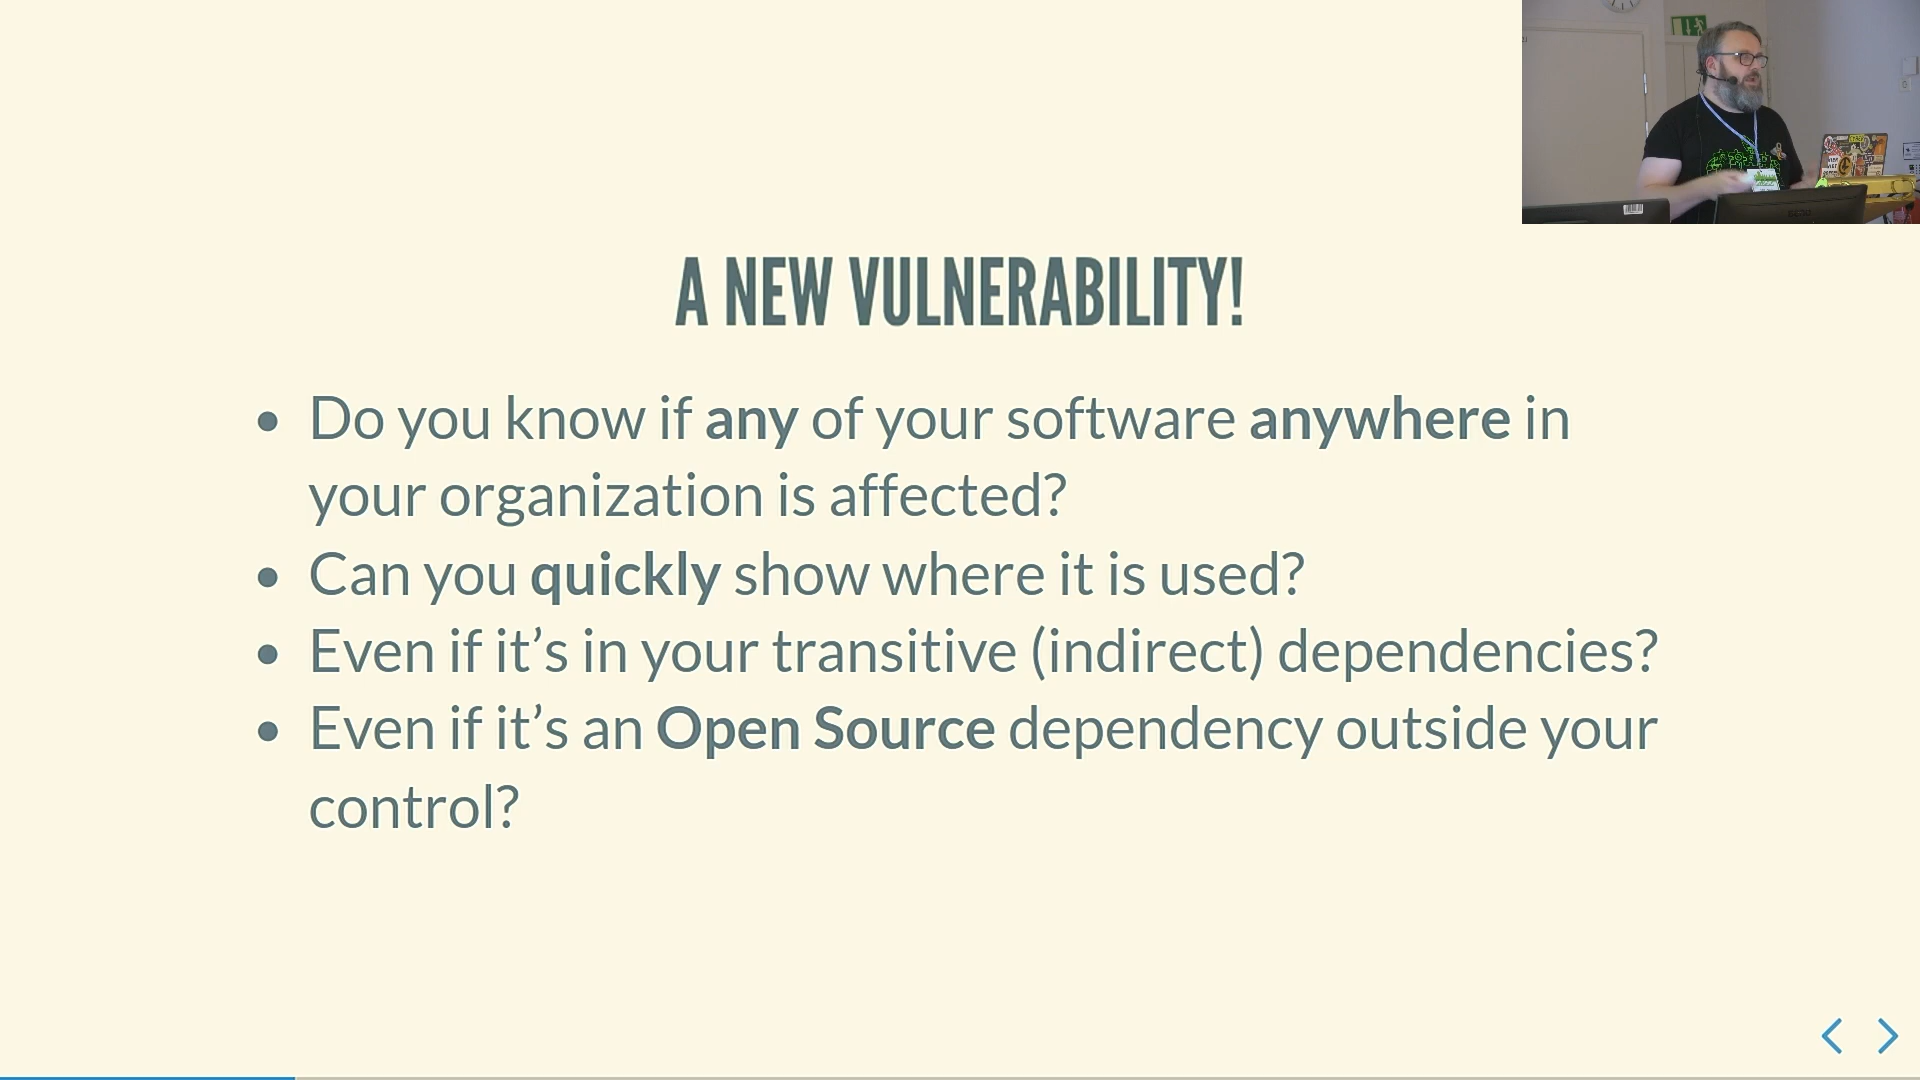 A NEW VULNERABILITY!
Do you know if any of your software anywhere in
your organization is affected?
Can you quickly show where it is used?
Even if it’s in your transitive (indirect) dependencies?
Even if it’s an Open Source dependency outside your
control?